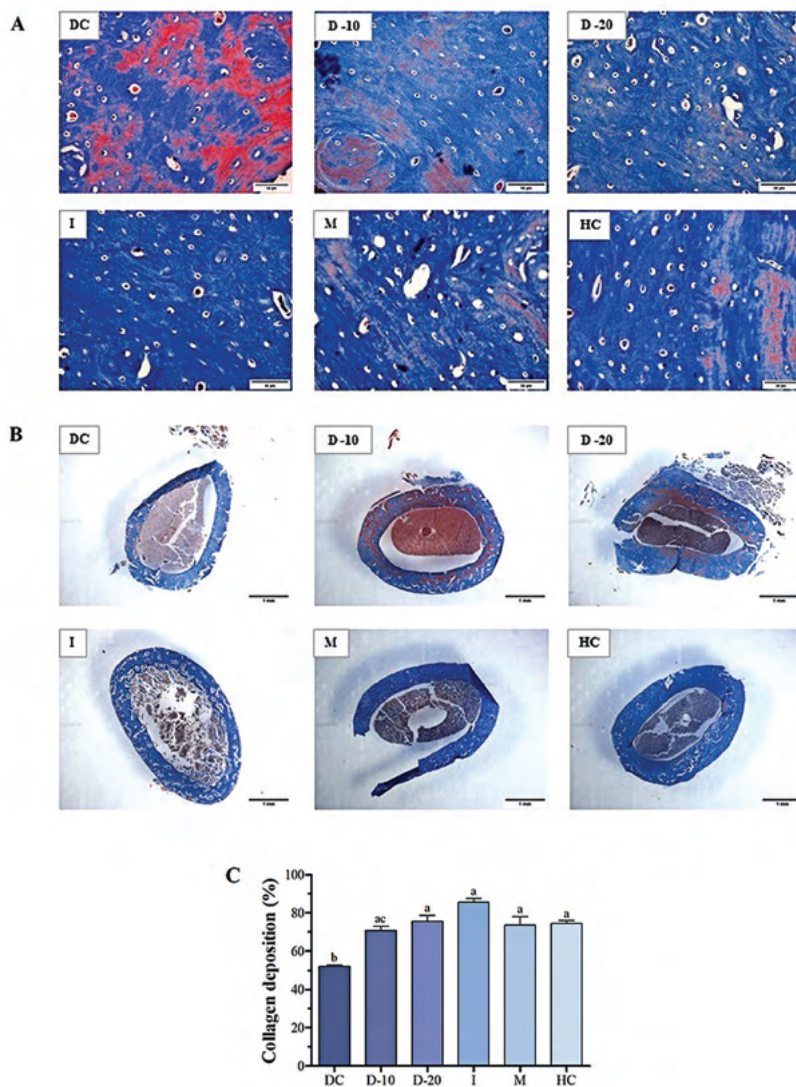 A
DC
D -10
D -20
I
M
HC
B
DC
D -10
D -20
1 mm
1 mm
1 mm
I
M
HC
1 mm
1 mm
1 mm
C
Collagen deposition (%)
100
80
60
40
20
0
b
ac
a
a
a
a
DC
D-10
D-20
I
M
HC